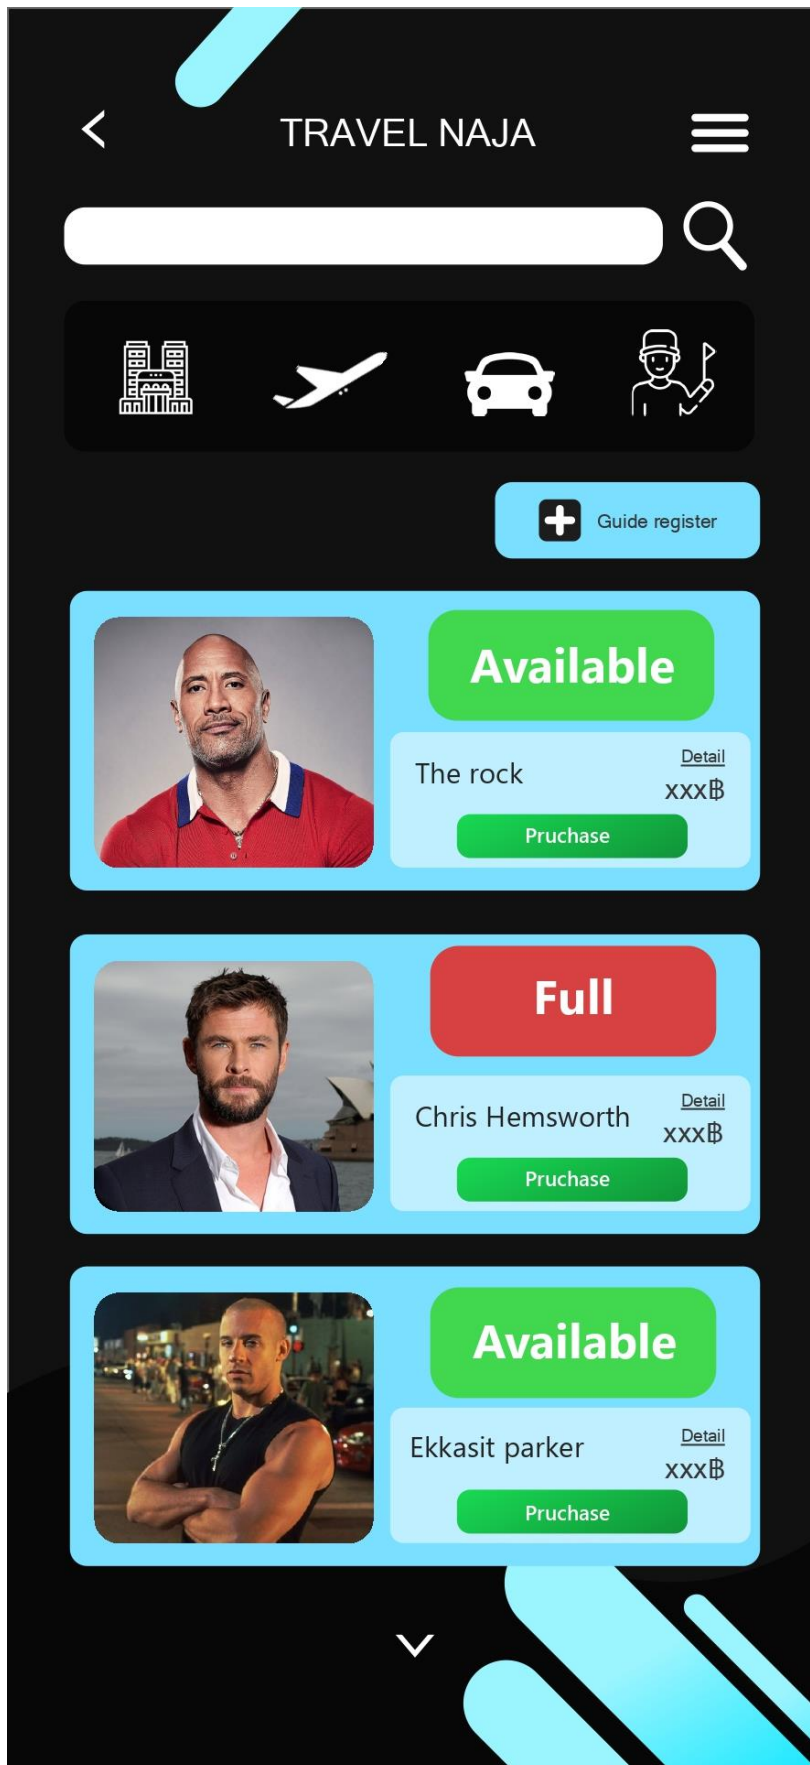 TRAVEL NAJA
Guide register
Available
The rock
Detail
xxx฿
Pruchase
Full
Chris Hemsworth
Detail
xxx฿
Pruchase
Available
Ekkasit parker
Detail
xxx฿
Pruchase